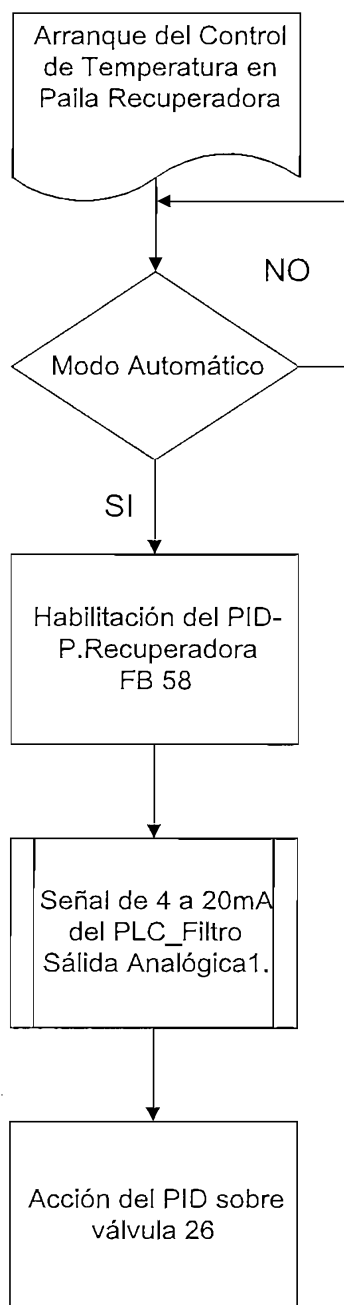 Arranque del Control
de Temperatura en
Paila Recuperadora
NO
Modo Automático
SI
Habilitación del PID-
P.Recuperadora
FB 58
Señal de 4 a 20mA
del PLC_Filtro
Sálida Analógica1.
Acción del PID sobre
válvula 26